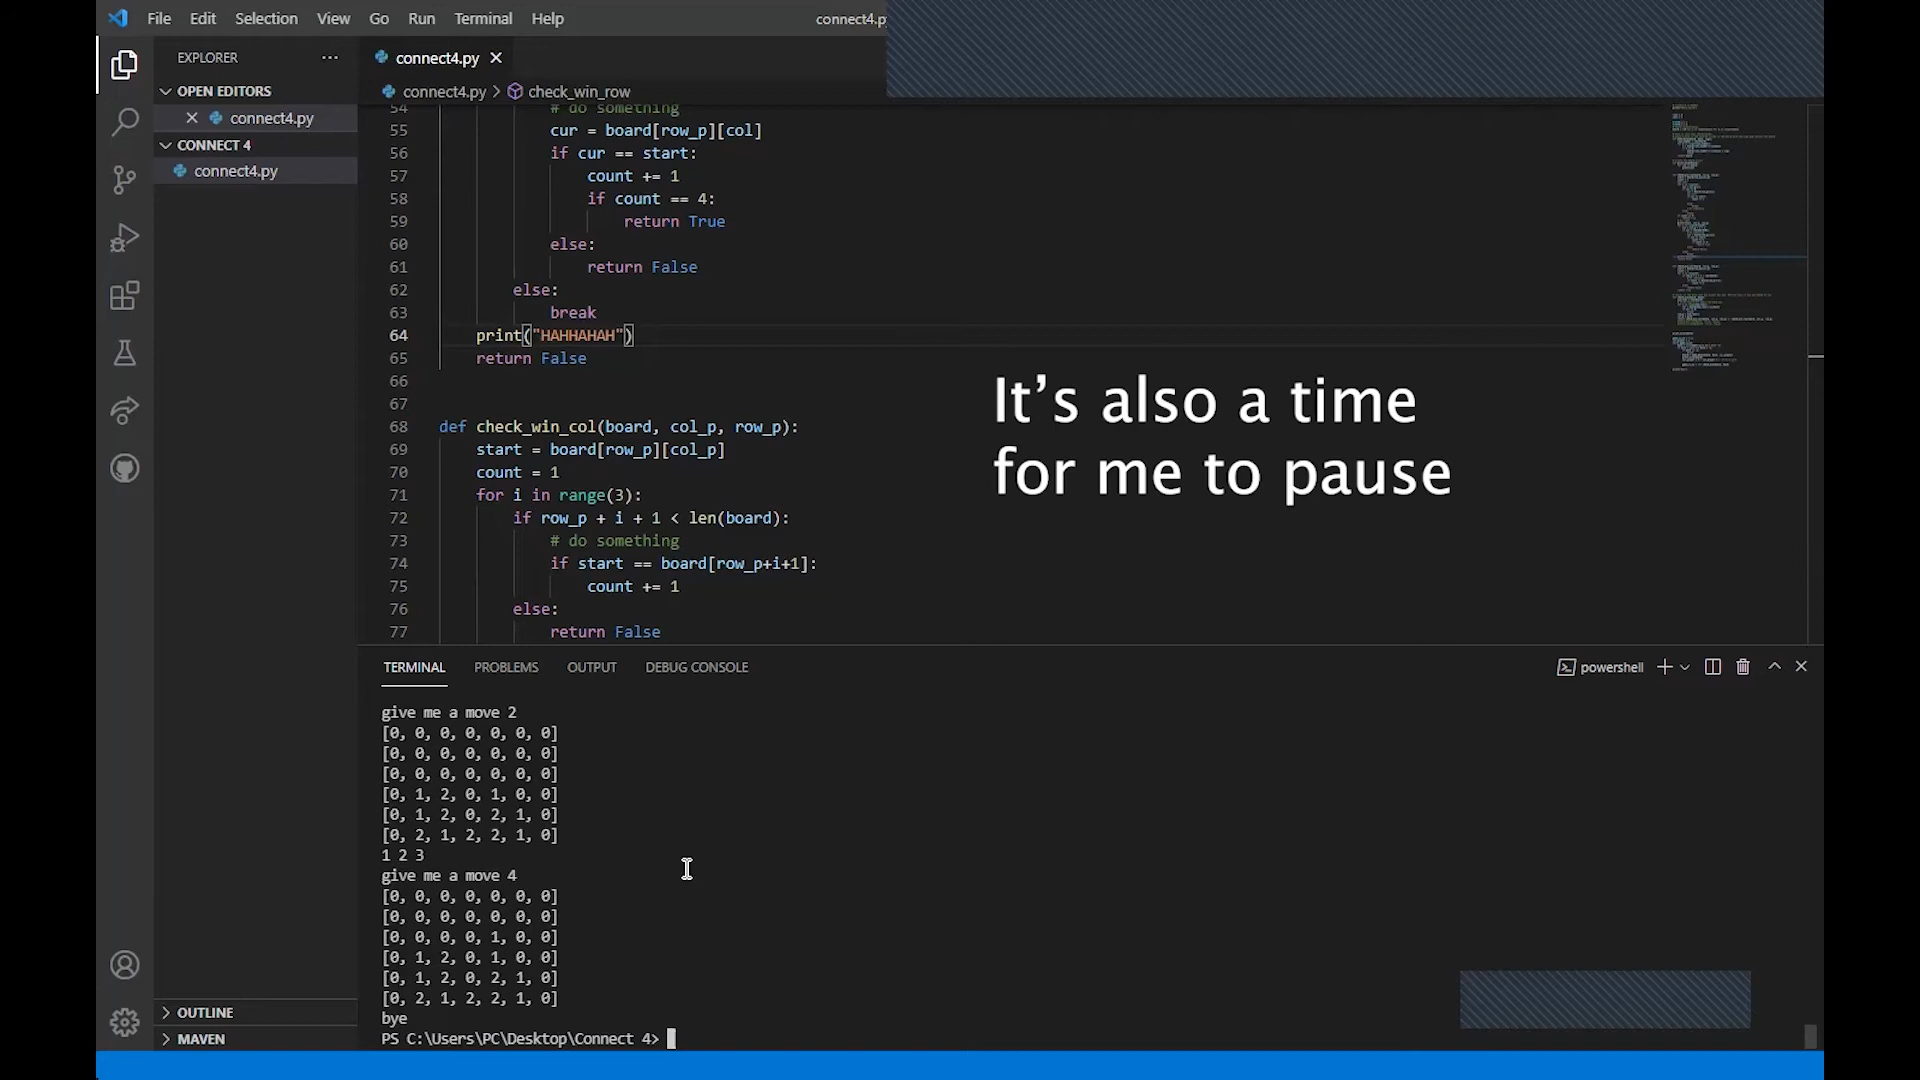 File Edit Selection View Go Run Terminal Help
connect4.py
EXPLORER
OPEN EDITORS
connect4.py
CONNECT 4
connect4.py
OUTLINE
MAVEN
connect4.py
connect4.py > check_win_row
54 # do something
55 cur = board[row_p][col]
56 if cur == start:
57 count += 1
58 if count == 4:
59 return True
60 else:
61 return False
62 else:
63 break
64 print("HAHHAHAH")
65 return False
66
67
68 def check_win_col(board, col_p, row_p):
69 start = board[row_p][col_p]
70 count = 1
71 for i in range(3):
72 if row_p + i + 1 < len(board):
73 # do something
74 if start == board[row_p+i+1]:
75 count += 1
76 else:
77 return False
It's also a time
for me to pause
TERMINAL PROBLEMS OUTPUT DEBUG CONSOLE
powershell
give me a move 2
[0, 0, 0, 0, 0, 0, 0]
[0, 0, 0, 0, 0, 0, 0]
[0, 0, 0, 0, 0, 0, 0]
[0, 1, 2, 0, 1, 0, 0]
[0, 1, 2, 0, 2, 1, 0]
[0, 2, 1, 2, 2, 1, 0]
1 2 3
give me a move 4
[0, 0, 0, 0, 0, 0, 0]
[0, 0, 0, 0, 0, 0, 0]
[0, 0, 0, 0, 1, 0, 0]
[0, 1, 2, 0, 1, 0, 0]
[0, 1, 2, 0, 2, 1, 0]
[0, 2, 1, 2, 2, 1, 0]
bye
PS C:\Users\PC\Desktop\Connect 4>